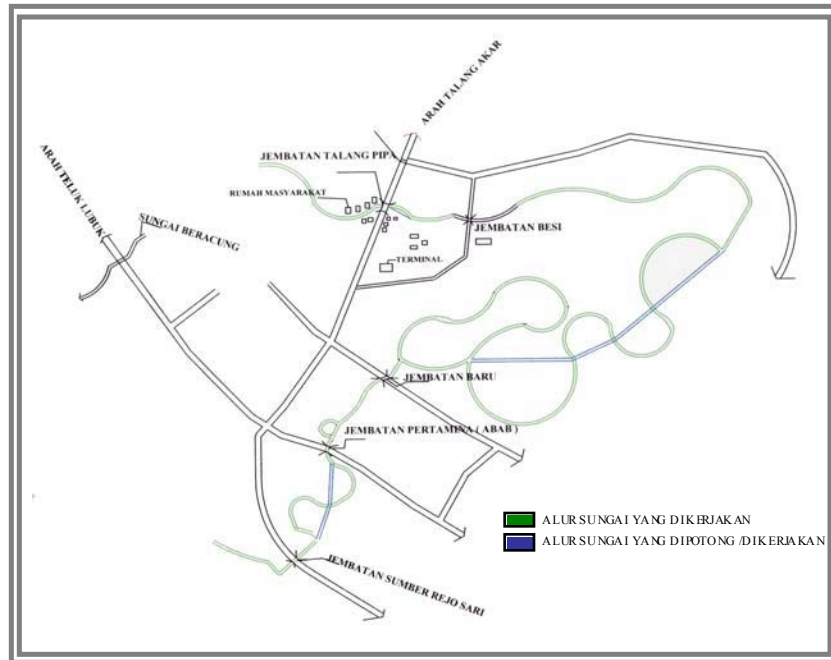 ARAH TALANG AKAR
JEMBATAN TALANG PIPA
ARAH TELUK LUBUK
RUMAH MASYARAKAT
SUNGAI BERACUNG
JEMBATAN BESI
TERMINAL
JEMBATAN BARU
JEMBATAN PERTAMINA ( ABAB )
ALUR SUNGAI YANG DIKERJAKAN
ALUR SUNGAI YANG DIPOTONG /DIKERJAKAN
JEMBATAN SUMBER REJO SARI